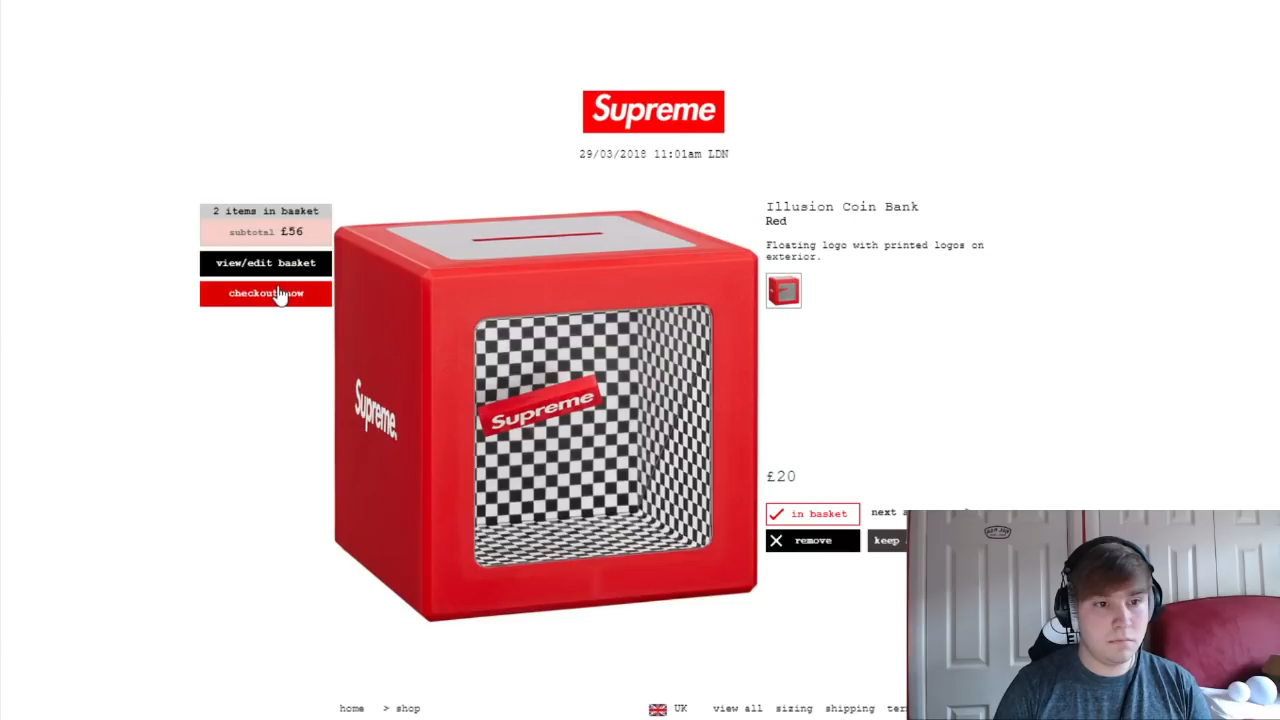 Supreme
29/03/2018 11:01am LDN
2 items in basket
subtotal £56
view/edit basket
checkout now
Supreme
Supreme
Illusion Coin Bank
Red
Floating logo with printed logos on
exterior.
£20
in basket
next
remove
keep
home > shop
UK view all sizing shipping